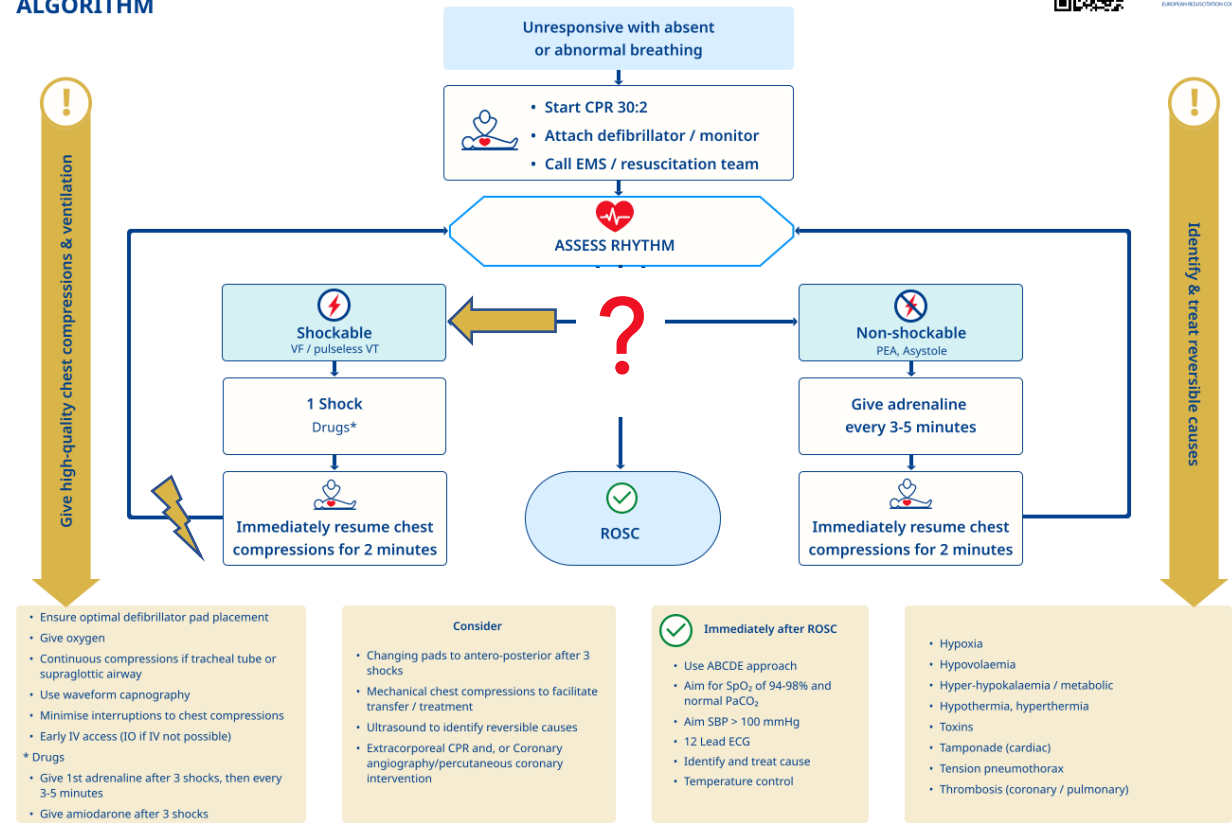 ALGORITHM
EUROPEAN RESUSCITATION COU
Unresponsive with absent
or abnormal breathing
!
!
• Start CPR 30:2
• Attach defibrillator / monitor
• Call EMS / resuscitation team
Give high-quality chest compressions & ventilation
Identify & treat reversible causes
ASSESS RHYTHM
?
Shockable
VF / pulseless VT
Non-shockable
PEA, Asystole
1 Shock
Drugs*
Give adrenaline
every 3-5 minutes
Immediately resume chest
compressions for 2 minutes
ROSC
Immediately resume chest
compressions for 2 minutes
• Ensure optimal defibrillator pad placement
• Give oxygen
• Continuous compressions if tracheal tube or
supraglottic airway
• Use waveform capnography
• Minimise interruptions to chest compressions
• Early IV access (IO if IV not possible)
* Drugs
• Give 1st adrenaline after 3 shocks, then every
3-5 minutes
• Give amiodarone after 3 shocks
Consider
• Changing pads to antero-posterior after 3
shocks
• Mechanical chest compressions to facilitate
transfer / treatment
• Ultrasound to identify reversible causes
• Extracorporeal CPR and, or Coronary
angiography/percutaneous coronary
intervention
Immediately after ROSC
• Use ABCDE approach
• Aim for SpO₂ of 94-98% and
normal PaCO₂
• Aim SBP > 100 mmHg
• 12 Lead ECG
• Identify and treat cause
• Temperature control
• Hypoxia
• Hypovolaemia
• Hyper-hypokalaemia / metabolic
• Hypothermia, hyperthermia
• Toxins
• Tamponade (cardiac)
• Tension pneumothorax
• Thrombosis (coronary / pulmonary)